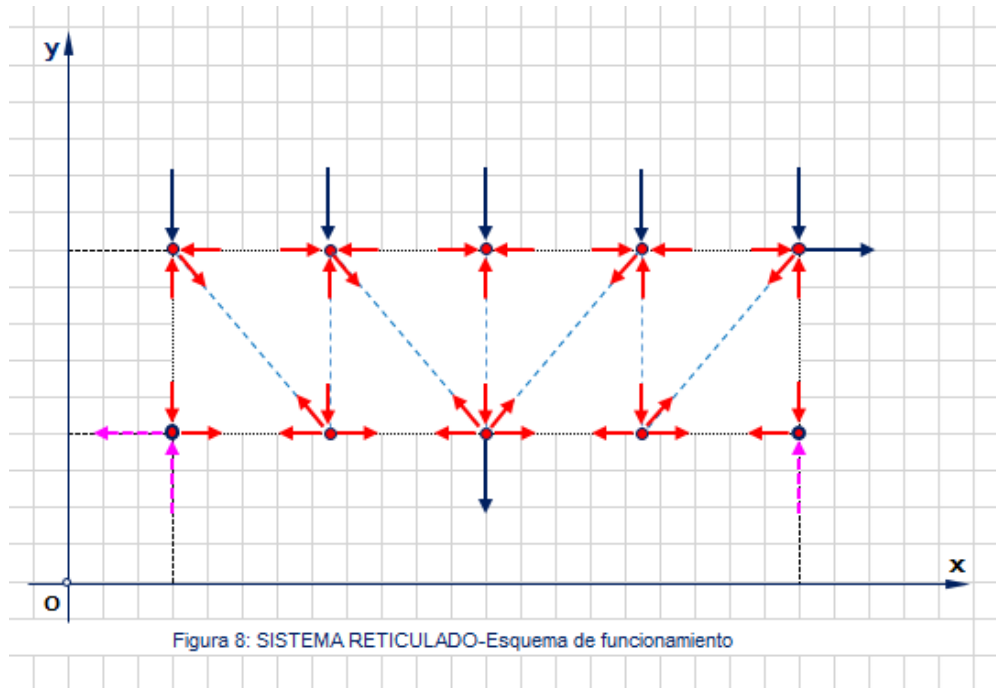 y
x
O
Figura 8: SISTEMA RETICULADO-Esquema de funcionamiento